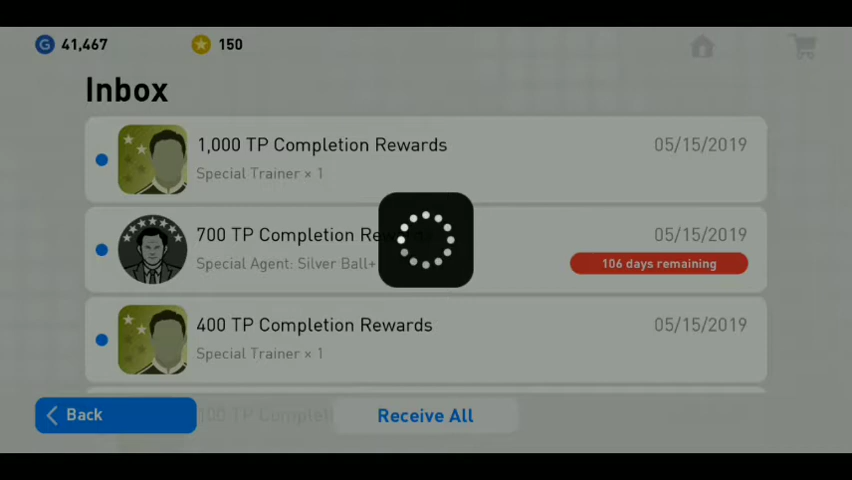 G 41,467 150
Inbox
1,000 TP Completion Rewards 05/15/2019
Special Trainer × 1
700 TP Completion 05/15/2019
Special Agent: Silver Ball+ 106 days remaining
400 TP Completion Rewards 05/15/2019
Special Trainer × 1
Back
Receive All